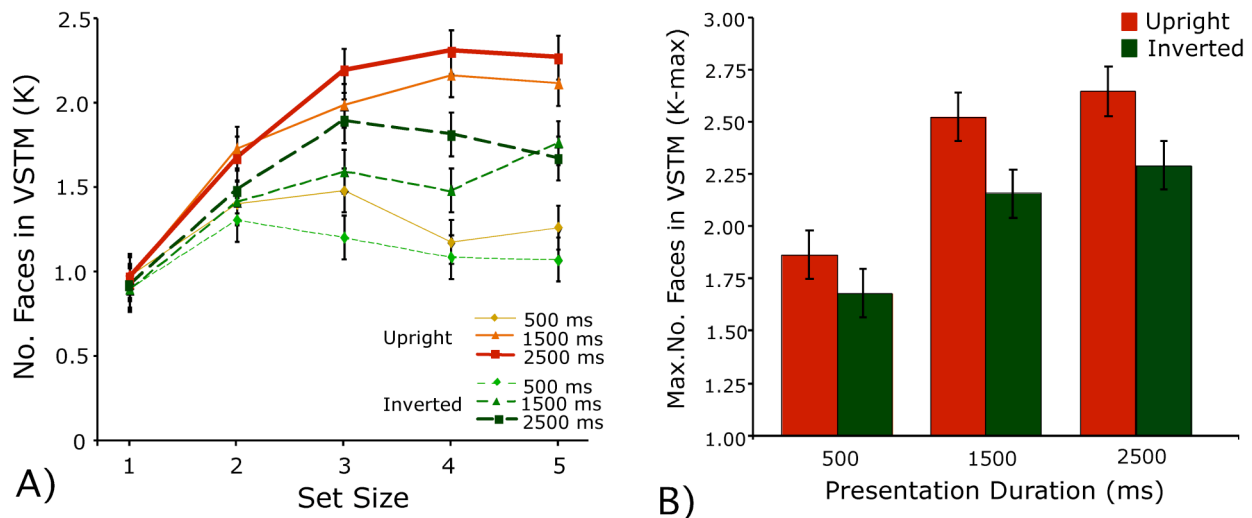 No. Faces in VSTM (K)
2.5
2.0
1.5
1.0
0.5
0
1 2 3 4 5
Set Size
A)
Upright
500 ms
1500 ms
2500 ms
Inverted
500 ms
1500 ms
2500 ms
Max.No. Faces in VSTM (K-max)
3.00
2.75
2.50
2.25
2.00
1.75
1.50
1.25
1.00
500 1500 2500
Presentation Duration (ms)
B)
Upright
Inverted